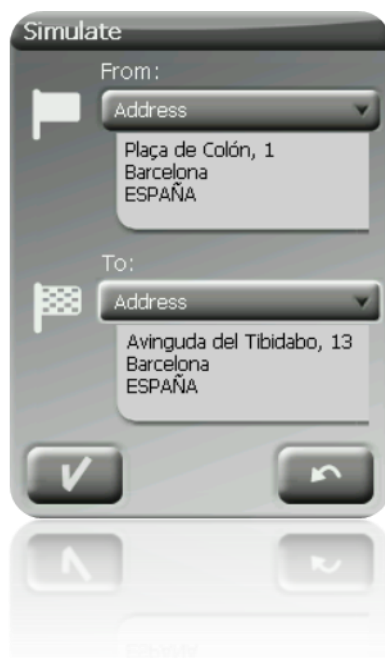 Simulate
From:
Address
Plaça de Colón, 1
Barcelona
ESPAÑA
To:
Address
Avinguda del Tibidabo, 13
Barcelona
ESPAÑA